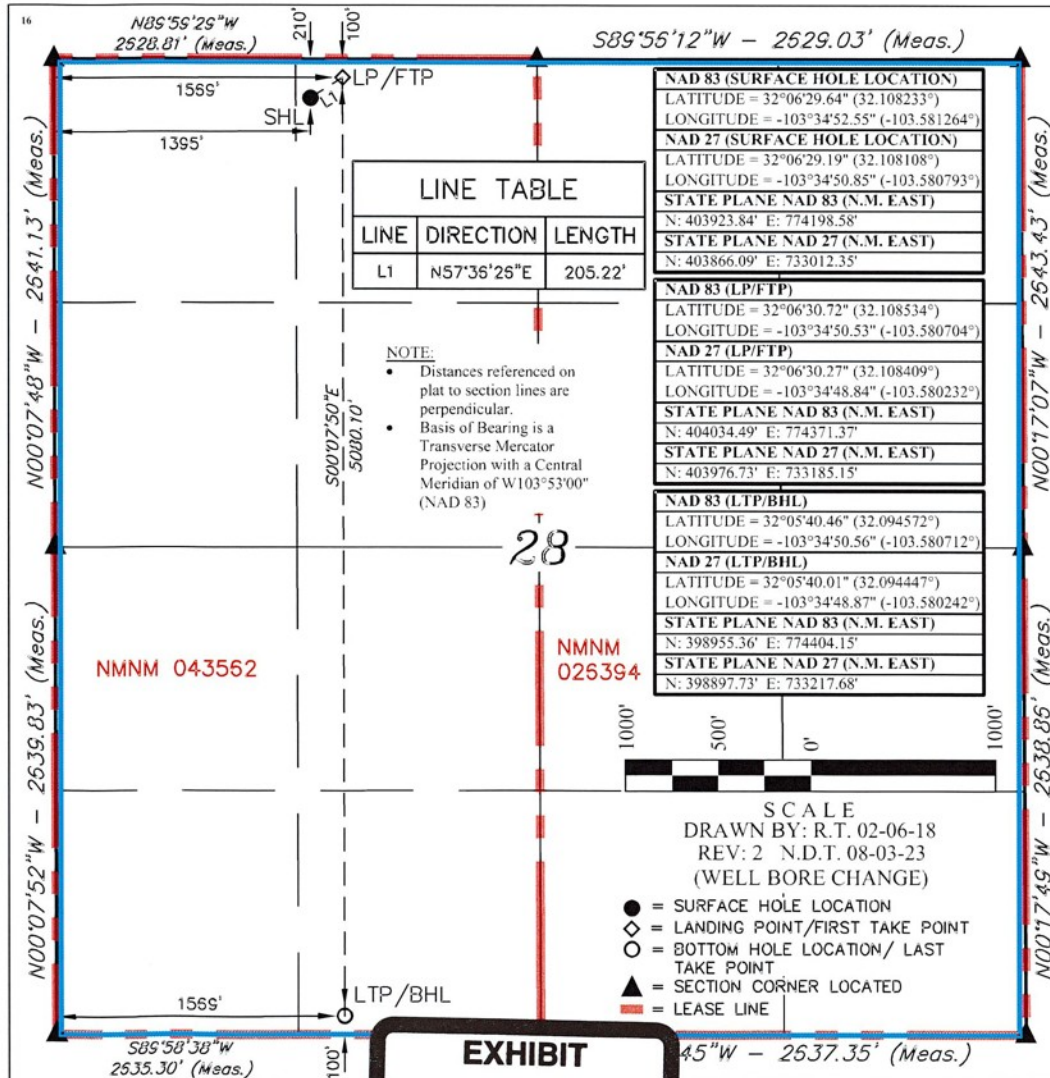 16
N89°59'29"W
2628.81' (Meas.)
210'
100'
S89°56'12"W - 2629.03' (Meas.)
1569'
LP/FTP
L1
SHL
1395'
N00°07'48"W - 2641.13' (Meas.)
LINE TABLE
LINE DIRECTION LENGTH
L1 N57°36'26"E 205.22'
NAD 83 (SURFACE HOLE LOCATION)
LATITUDE = 32°06'29.64" (32.108233°)
LONGITUDE = -103°34'52.55" (-103.581264°)
NAD 27 (SURFACE HOLE LOCATION)
LATITUDE = 32°06'29.19" (32.108108°)
LONGITUDE = -103°34'50.85" (-103.580793°)
STATE PLANE NAD 83 (N.M. EAST)
N: 403923.84' E: 774198.58'
STATE PLANE NAD 27 (N.M. EAST)
N: 403866.09' E: 733012.35'
NAD 83 (LP/FTP)
LATITUDE = 32°06'30.72" (32.108534°)
LONGITUDE = -103°34'50.53" (-103.580704°)
NAD 27 (LP/FTP)
LATITUDE = 32°06'30.27" (32.108409°)
LONGITUDE = -103°34'48.84" (-103.580232°)
STATE PLANE NAD 83 (N.M. EAST)
N: 404034.49' E: 774371.37'
STATE PLANE NAD 27 (N.M. EAST)
N: 403976.73' E: 733185.15'
NAD 83 (LTP/BHL)
LATITUDE = 32°05'40.46" (32.094572°)
LONGITUDE = -103°34'50.56" (-103.580712°)
NAD 27 (LTP/BHL)
LATITUDE = 32°05'40.01" (32.094447°)
LONGITUDE = -103°34'48.87" (-103.580242°)
STATE PLANE NAD 83 (N.M. EAST)
N: 398955.36' E: 774404.15'
STATE PLANE NAD 27 (N.M. EAST)
N: 398897.73' E: 733217.68'
N00°17'07"W - 2643.43' (Meas.)
S00°07'50"E
5080.10'
NOTE:
• Distances referenced on
plat to section lines are
perpendicular.
• Basis of Bearing is a
Transverse Mercator
Projection with a Central
Meridian of W103°53'00"
(NAD 83)
28
NMNM 043562
NMNM
025394
N00°07'52"W - 2639.83' (Meas.)
N00°17'49"W - 2638.86' (Meas.)
1000'
500'
0'
1000'
SCALE
DRAWN BY: R.T. 02-06-18
REV: 2 N.D.T. 08-03-23
(WELL BORE CHANGE)
● = SURFACE HOLE LOCATION
◇ = LANDING POINT/FIRST TAKE POINT
○ = BOTTOM HOLE LOCATION/ LAST
TAKE POINT
▲ = SECTION CORNER LOCATED
= LEASE LINE
1569'
LTP/BHL
S89°58'38"W
2635.30' (Meas.)
100'
EXHIBIT
45"W - 2637.35' (Meas.)